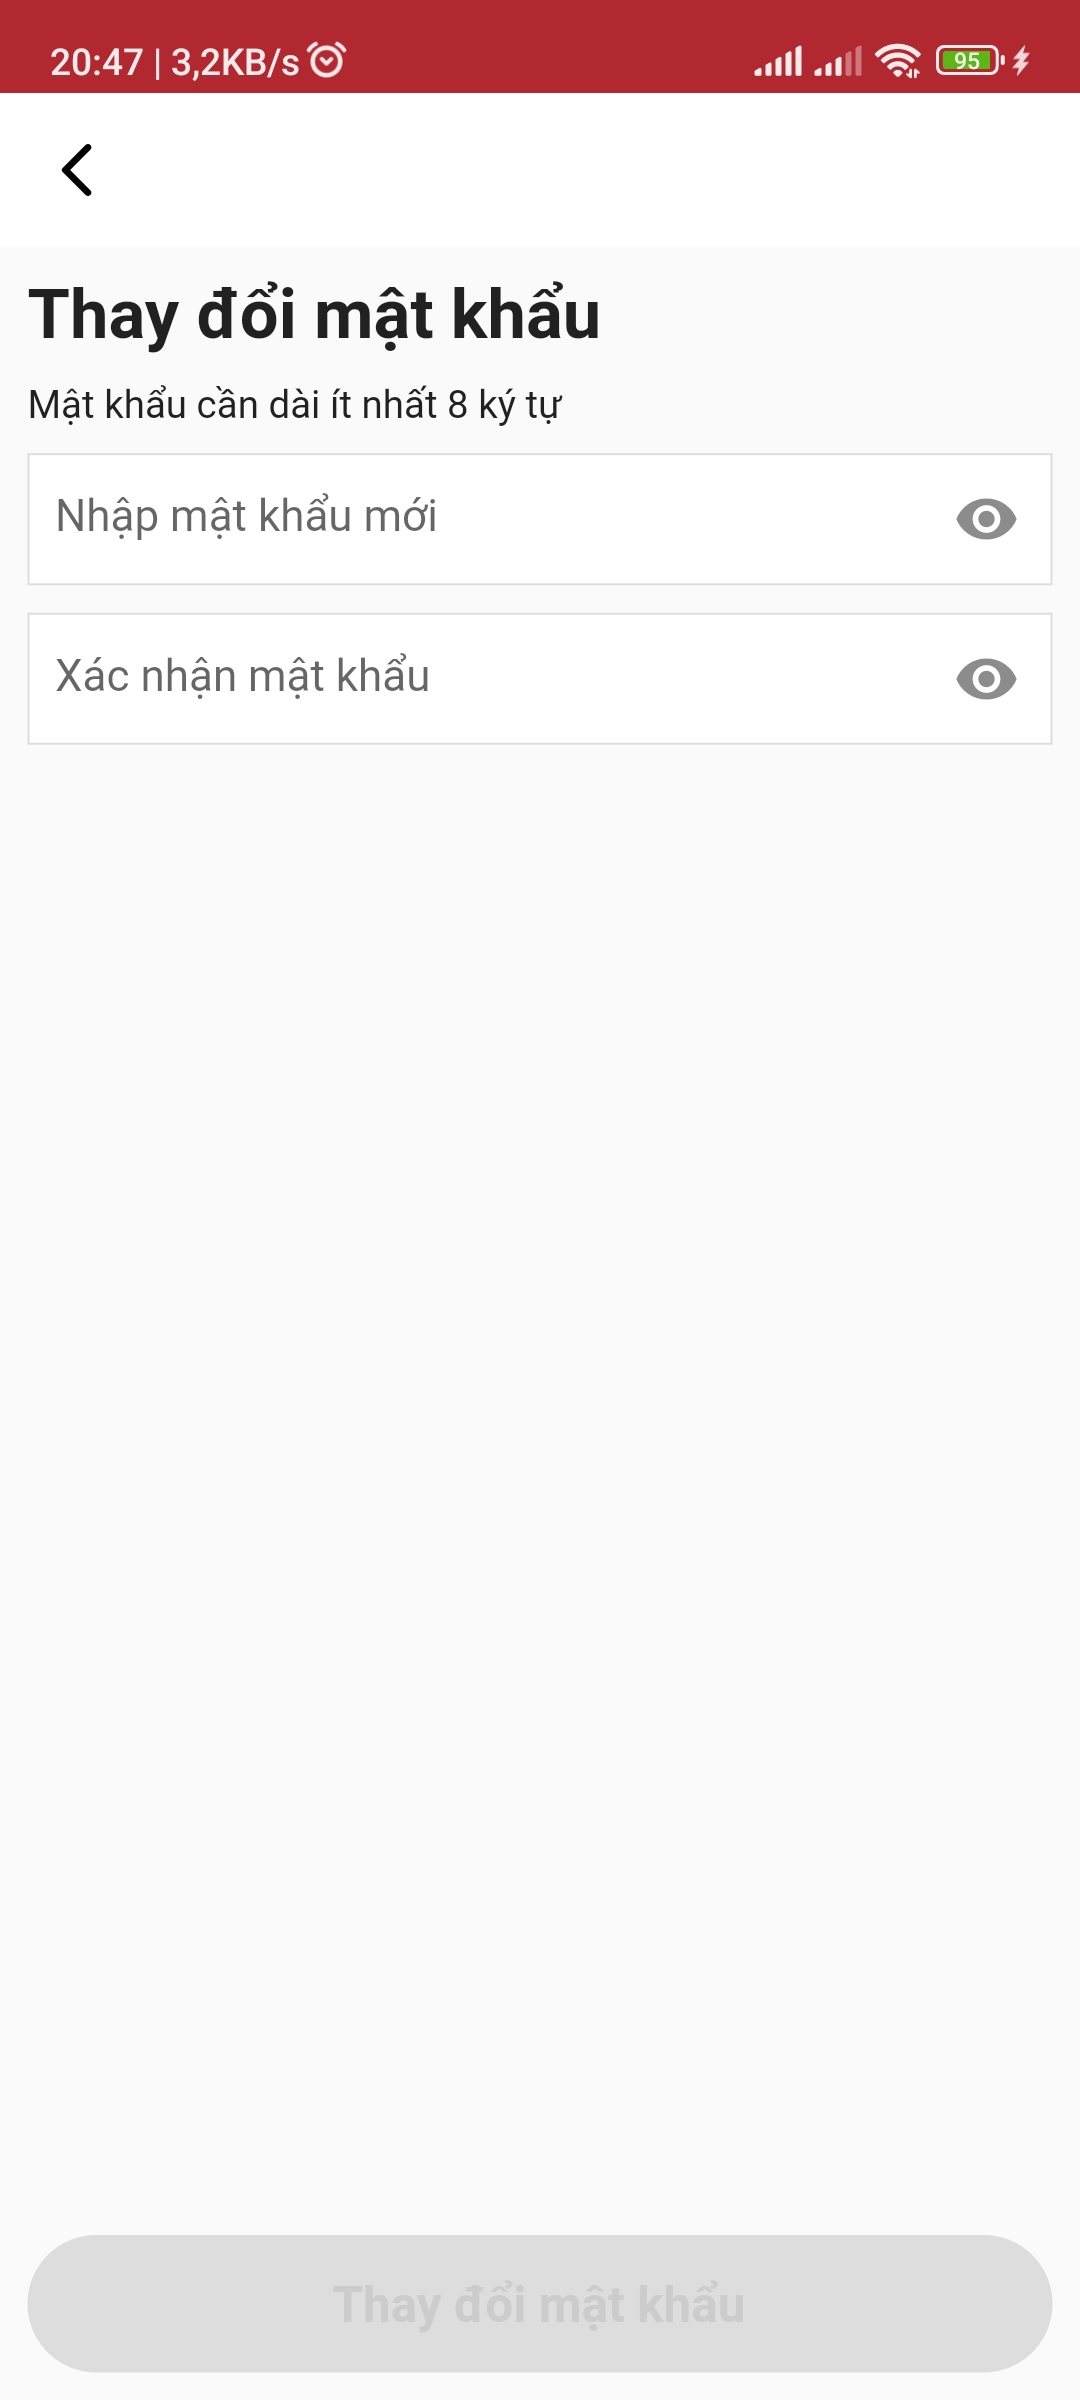 20:47 | 3,2KB/s
95
Thay đổi mật khẩu
Mật khẩu cần dài ít nhất 8 ký tự
Nhập mật khẩu mới
Xác nhận mật khẩu
Thay đổi mật khẩu